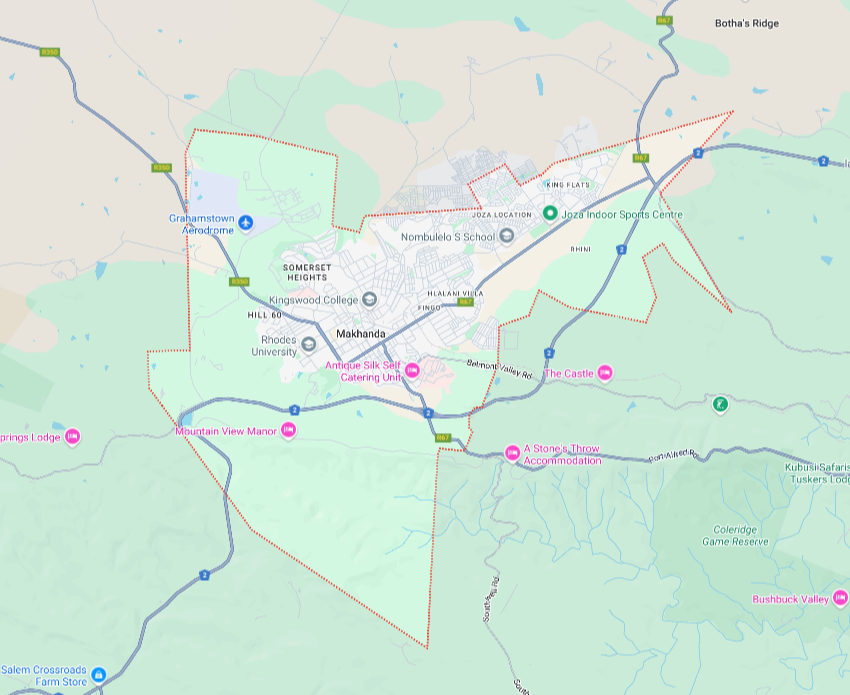 Botha's Ridge
R67
R350
R350
R67
2
2
KING FLATS
JOZA LOCATION
Joza Indoor Sports Centre
Grahamstown
Aerodrome
Nombulelo S School
RHINI
2
SOMERSET
HEIGHTS
R350
HLALANI VILLA
Kingswood College
FINGO
R67
HILL 60
Makhanda
Rhodes
University
2
Antique Silk Self
Catering Unit
Belmont Valley Rd
The Castle
2
2
Mountain View Manor
prings Lodge
R67
A Stone's Throw
Accommodation
Port Alfred Rd
Kubusi Safaris
Tuskers Lodg
Coleridge
Game Reserve
2
Southwell Rd
Bushbuck Valley
Salem Crossroads
Farm Store